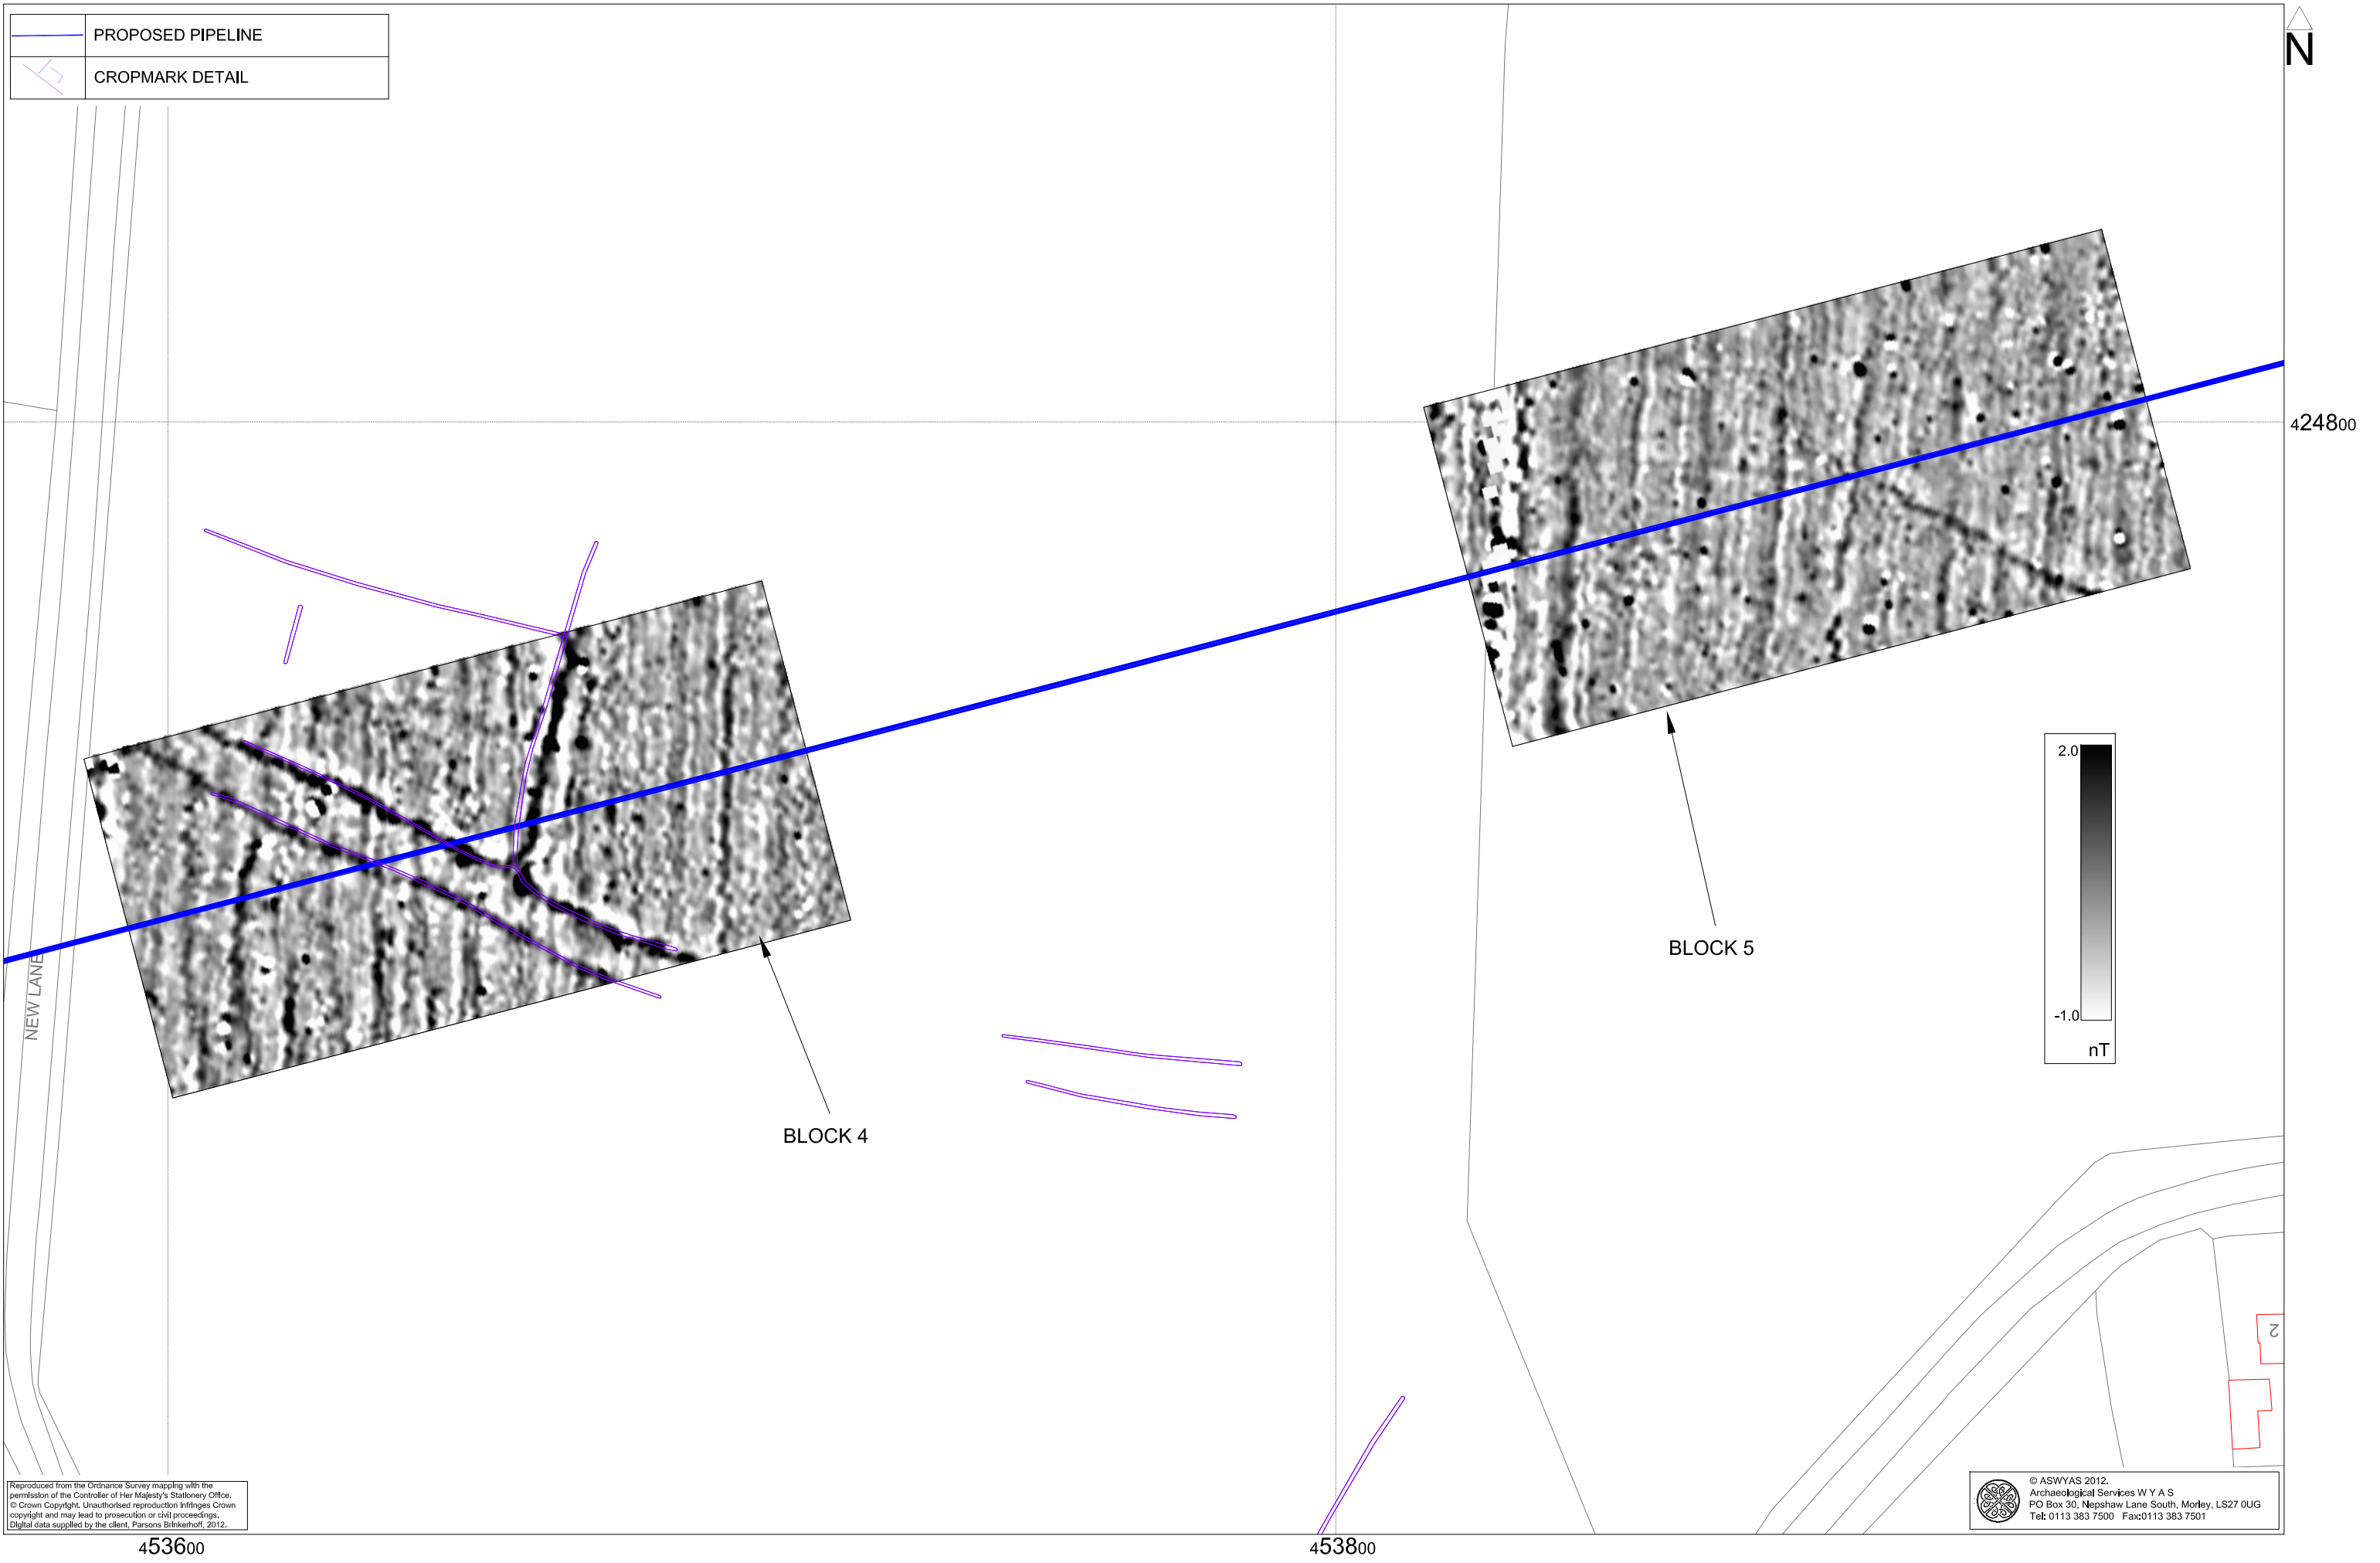 PROPOSED PIPELINE
CROPMARK DETAIL
N
424800
NEW LANE
BLOCK 5
2.0
-1.0
nT
BLOCK 4
2
Reproduced from the Ordnance Survey mapping with the
permission of the Controller of Her Majesty's Stationery Office.
© Crown Copyright. Unauthorised reproduction infringes Crown
copyright and may lead to prosecution or civil proceedings.
Digital data supplied by the client, Parsons Brinkerhoff, 2012.
© ASWYAS 2012.
Archaeological Services W Y A S
PO Box 30, Nepshaw Lane South, Morley, LS27 0UG
Tel: 0113 383 7500 Fax:0113 383 7501
453600
453800